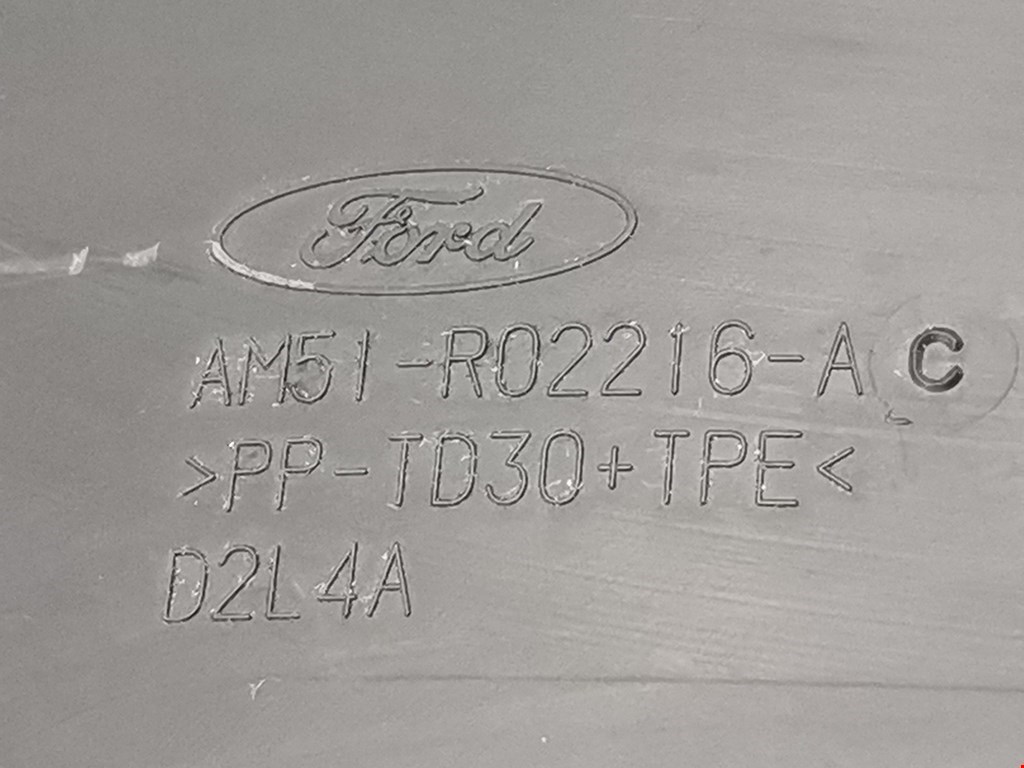 Ford
AM51-R02216-A C
>PP-TD30+TPE<
D2L4A